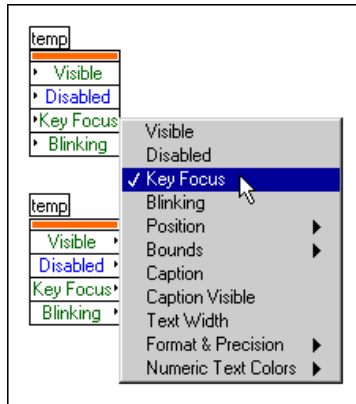 temp
Visible
Disabled
Key Focus
Blinking
Visible
Disabled
✓ Key Focus
Blinking
Position
Bounds
Caption
Caption Visible
Text Width
Format & Precision
Numeric Text Colors
temp
Visible
Disabled
Key Focus
Blinking